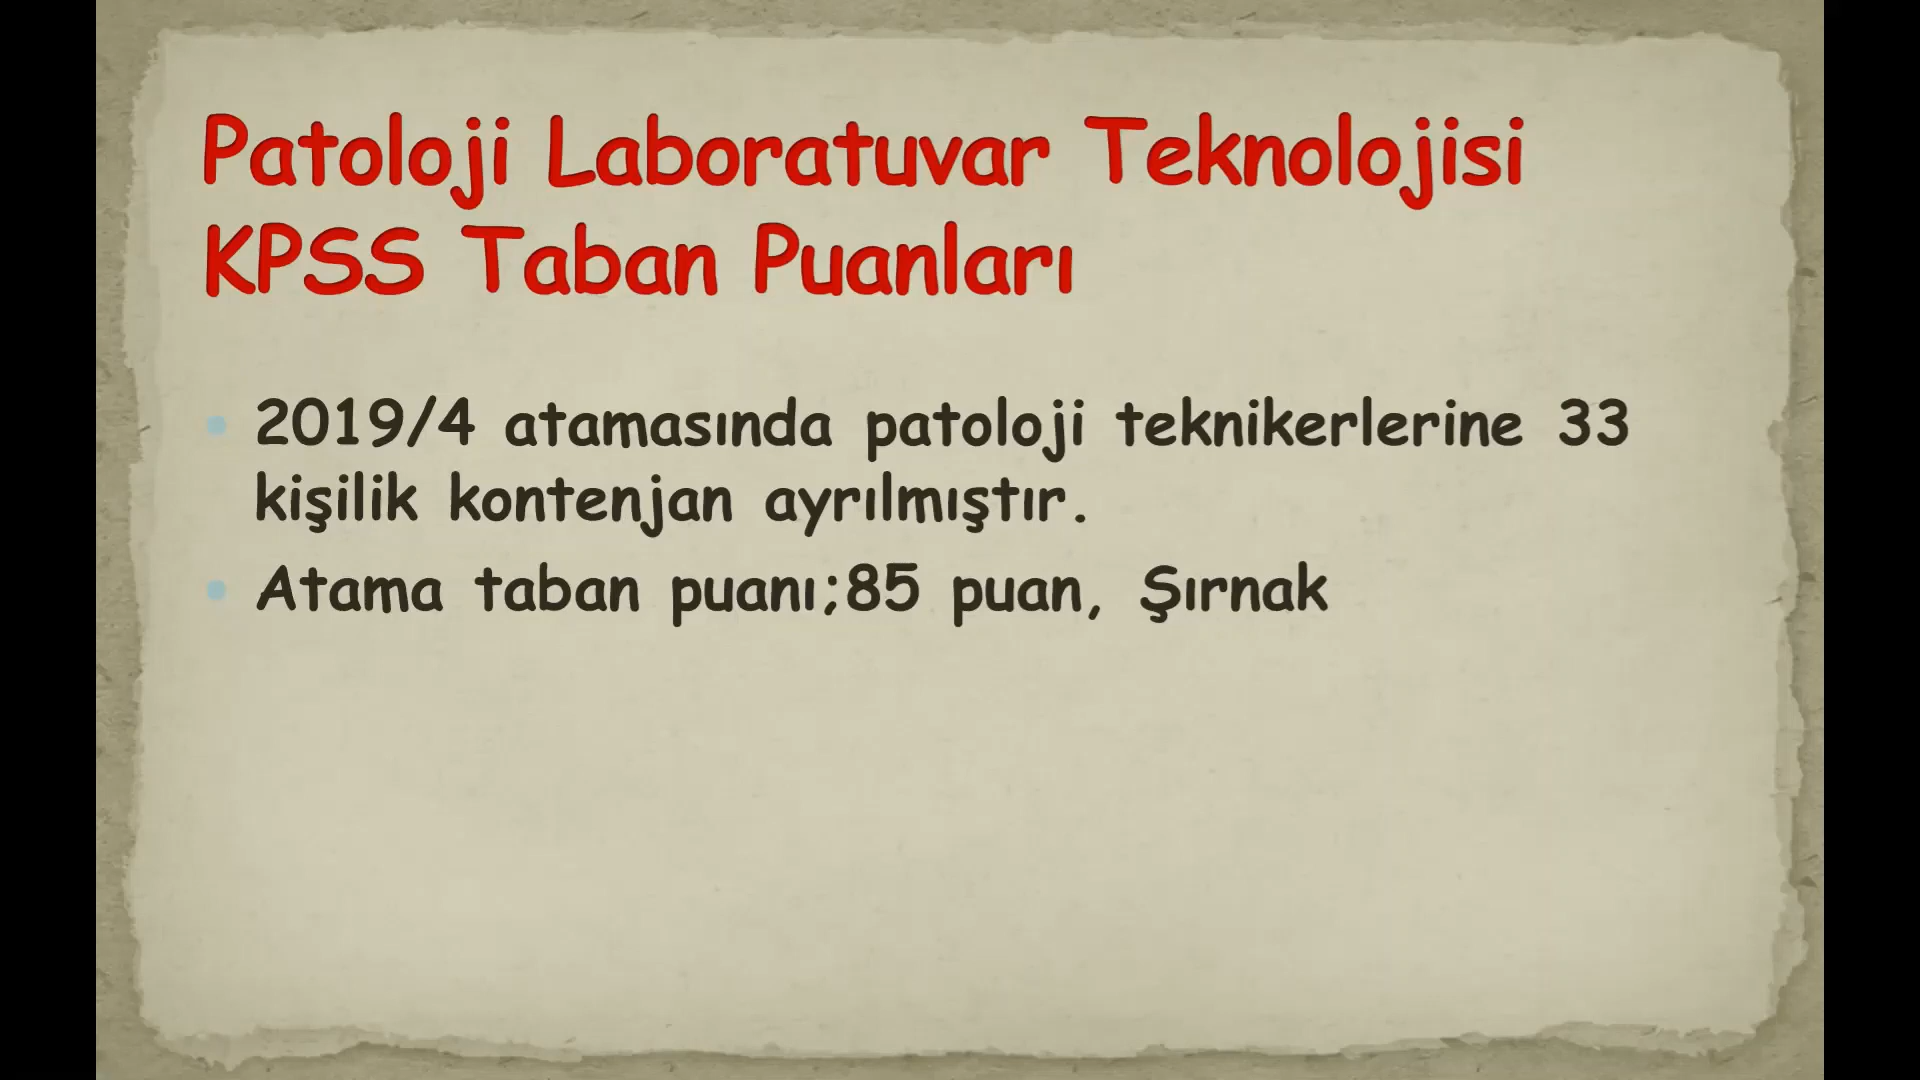 Patoloji Laboratuvar Teknolojisi
KPSS Taban Puanları
2019/4 atamasında patoloji teknikerlerine 33
kişilik kontenjan ayrılmıştır.
Atama taban puanı;85 puan, Şırnak